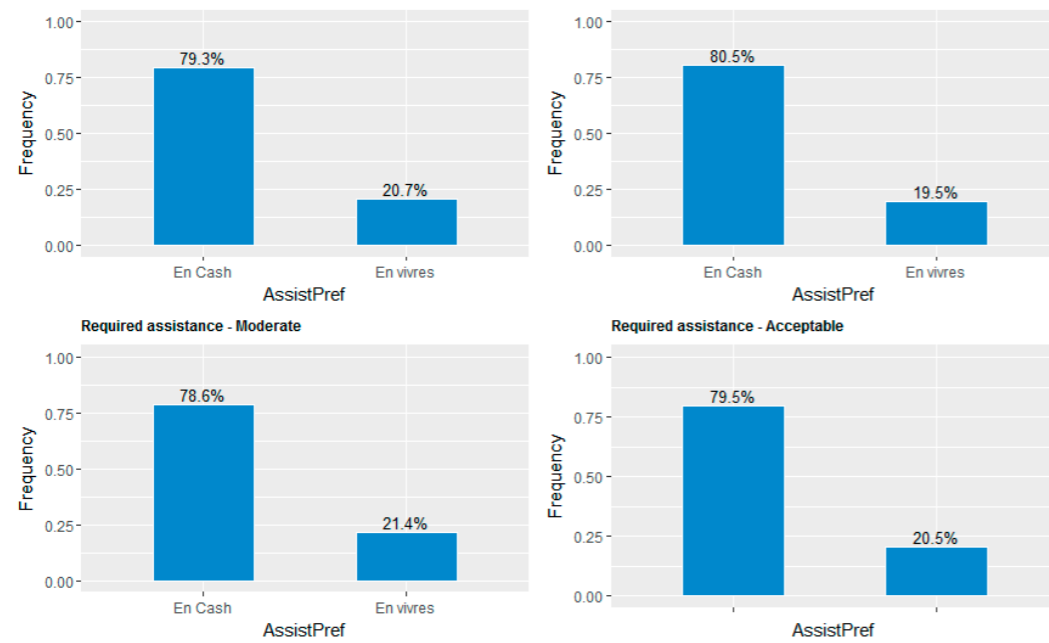 1.00
79.3%
0.75
Frequency
0.50
0.25
20.7%
0.00
En Cash
En vivres
AssistPref
1.00
80.5%
0.75
Frequency
0.50
0.25
19.5%
0.00
En Cash
En vivres
AssistPref
Required assistance - Moderate
1.00
78.6%
0.75
Frequency
0.50
0.25
21.4%
0.00
En Cash
En vivres
AssistPref
Required assistance - Acceptable
1.00
79.5%
0.75
Frequency
0.50
0.25
20.5%
0.00
AssistPref